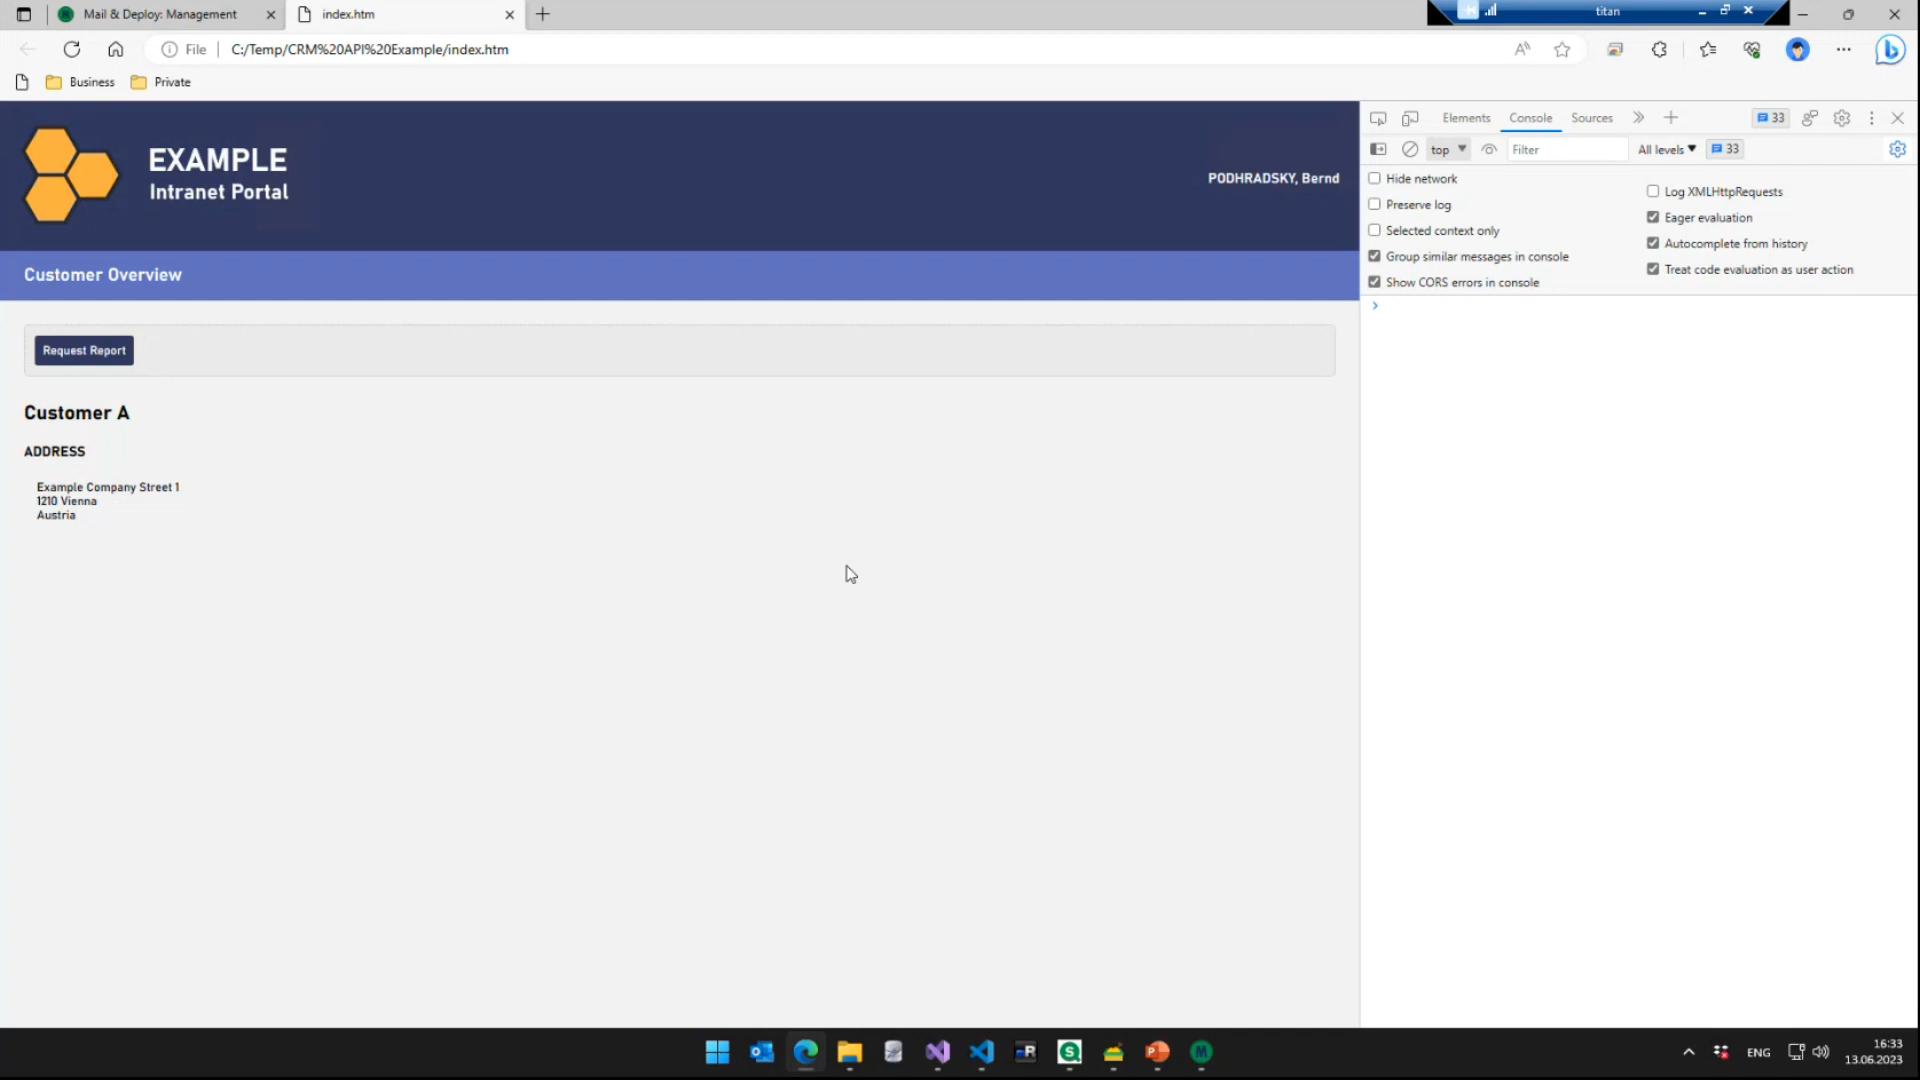 Mail & Deploy: Management
index.htm
titan
File
C:/Temp/CRM%20API%20Example/index.htm
Business
Private
EXAMPLE
Intranet Portal
PODHRADSKY, Bernd
Customer Overview
Request Report
Customer A
ADDRESS
Example Company Street 1
1210 Vienna
Austria
Elements
Console
Sources
33
top
Filter
All levels
33
Hide network
Preserve log
Selected context only
Group similar messages in console
Show CORS errors in console
Log XMLHttpRequests
Eager evaluation
Autocomplete from history
Treat code evaluation as user action
ENG
16:33
13.06.2023